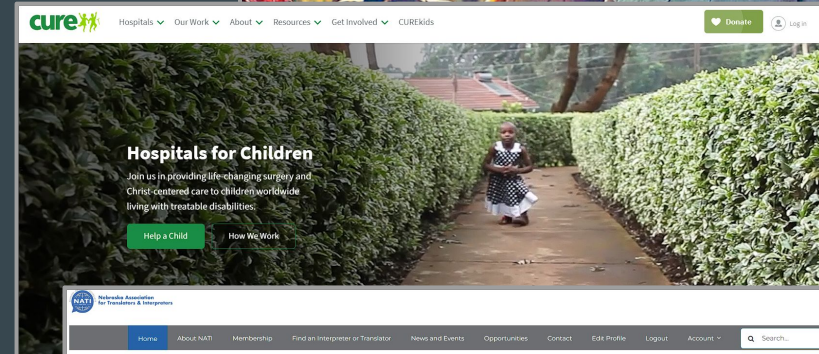 cure
Hospitals Our Work About Resources Get Involved CUREkids
Donate
Log in
Hospitals for Children
Join us in providing life-changing surgery and
Christ-centered care to children worldwide
living with treatable disabilities.
Help a Child How We Work
NATI
Nebraska Association
for Translators & Interpreters
Home About NATI Membership Find an Interpreter or Translator News and Events Opportunities Contact Edit Profile Logout Account Search...